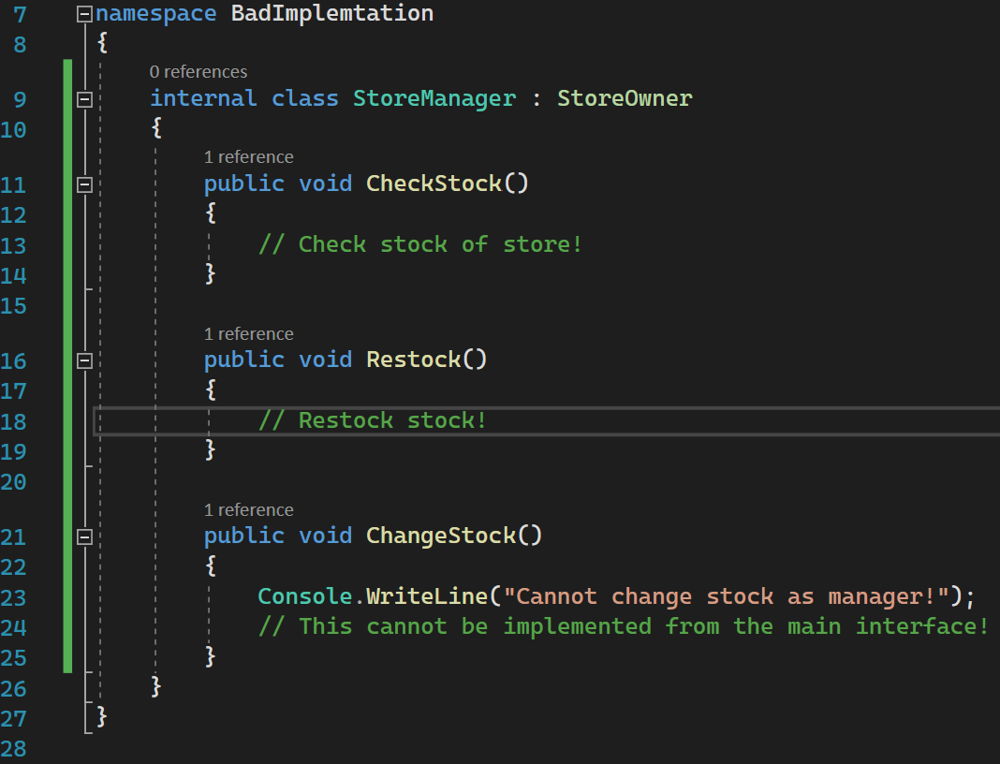 7 namespace BadImplemtation
8 {
0 references
9 internal class StoreManager : StoreOwner
10 {
1 reference
11 public void CheckStock()
12 {
13 // Check stock of store!
14 }
15
1 reference
16 public void Restock()
17 {
18 // Restock stock!
19 }
20
1 reference
21 public void ChangeStock()
22 {
23 Console.WriteLine("Cannot change stock as manager!");
24 // This cannot be implemented from the main interface!
25 }
26 }
27 }
28